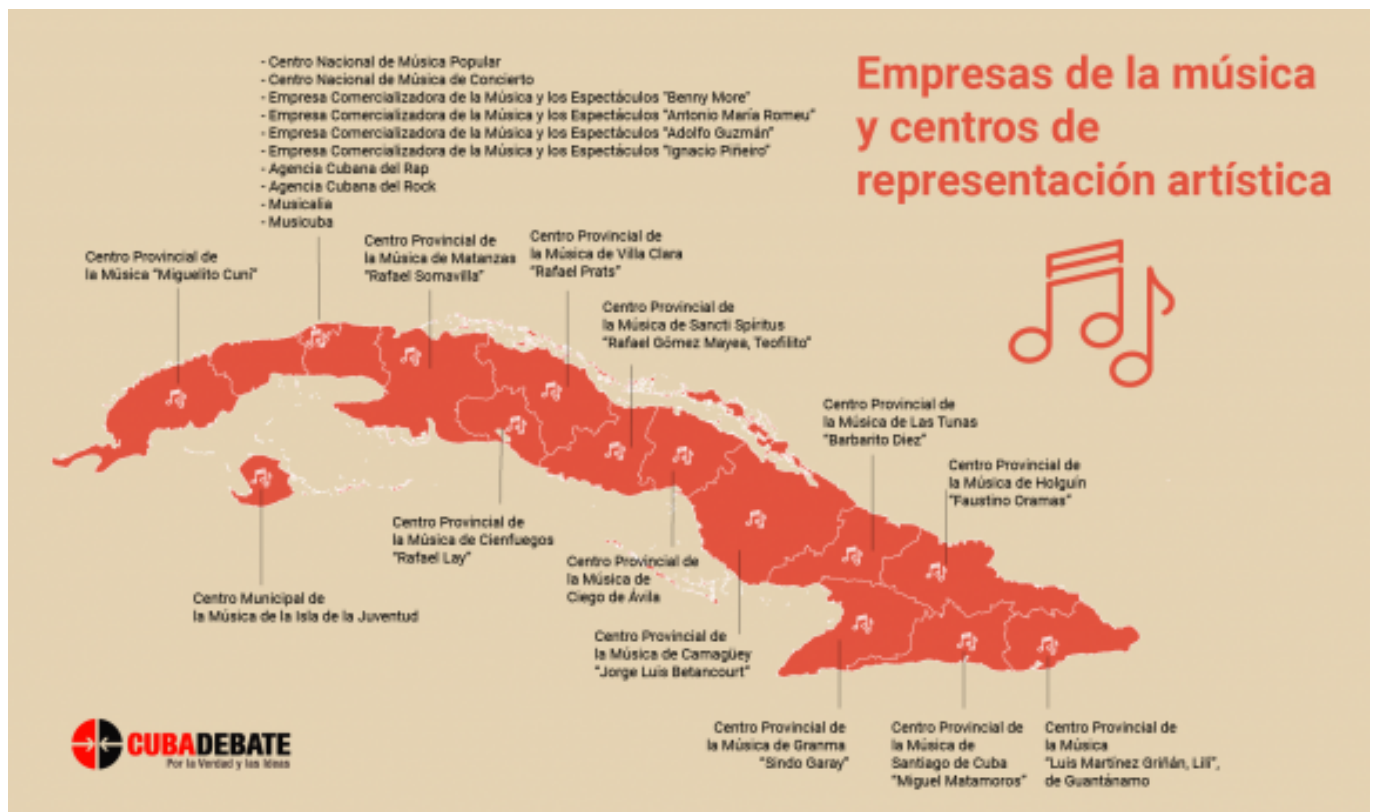 Empresas de la música
y centros de
representación artística
- Centro Nacional de Música Popular
- Centro Nacional de Música de Concierto
- Empresa Comercializadora de la Música y los Espectáculos "Benny More"
- Empresa Comercializadora de la Música y los Espectáculos "Antonio María Romeu"
- Empresa Comercializadora de la Música y los Espectáculos "Adolfo Guzmán"
- Empresa Comercializadora de la Música y los Espectáculos "Ignacio Piñeiro"
- Agencia Cubana del Rap
- Agencia Cubana del Rock
- Musicalia
- Musicuba
Centro Provincial de
la Música "Miguelito Cuní"
Centro Provincial de
la Música de Matanzas
"Rafael Somavilla"
Centro Provincial de
la Música de Villa Clara
"Rafael Prats"
Centro Provincial de
la Música de Sancti Spíritus
"Rafael Gómez Mayea, Teofilito"
Centro Provincial de
la Música de Las Tunas
"Barbarito Diez"
Centro Provincial de
la Música de Holguín
"Faustino Oramas"
Centro Provincial de
la Música de Cienfuegos
"Rafael Lay"
Centro Provincial de
la Música de
Ciego de Ávila
Centro Municipal de
la Música de la Isla de la Juventud
Centro Provincial de
la Música de Camagüey
"Jorge Luis Betancourt"
Centro Provincial de
la Música de Granma
"Sindo Garay"
Centro Provincial de
la Música de
Santiago de Cuba
"Miguel Matamoros"
Centro Provincial de
la Música
"Luis Martínez Griñán, Lilí",
de Guantánamo
CUBADEBATE
Por la Verdad y las Ideas